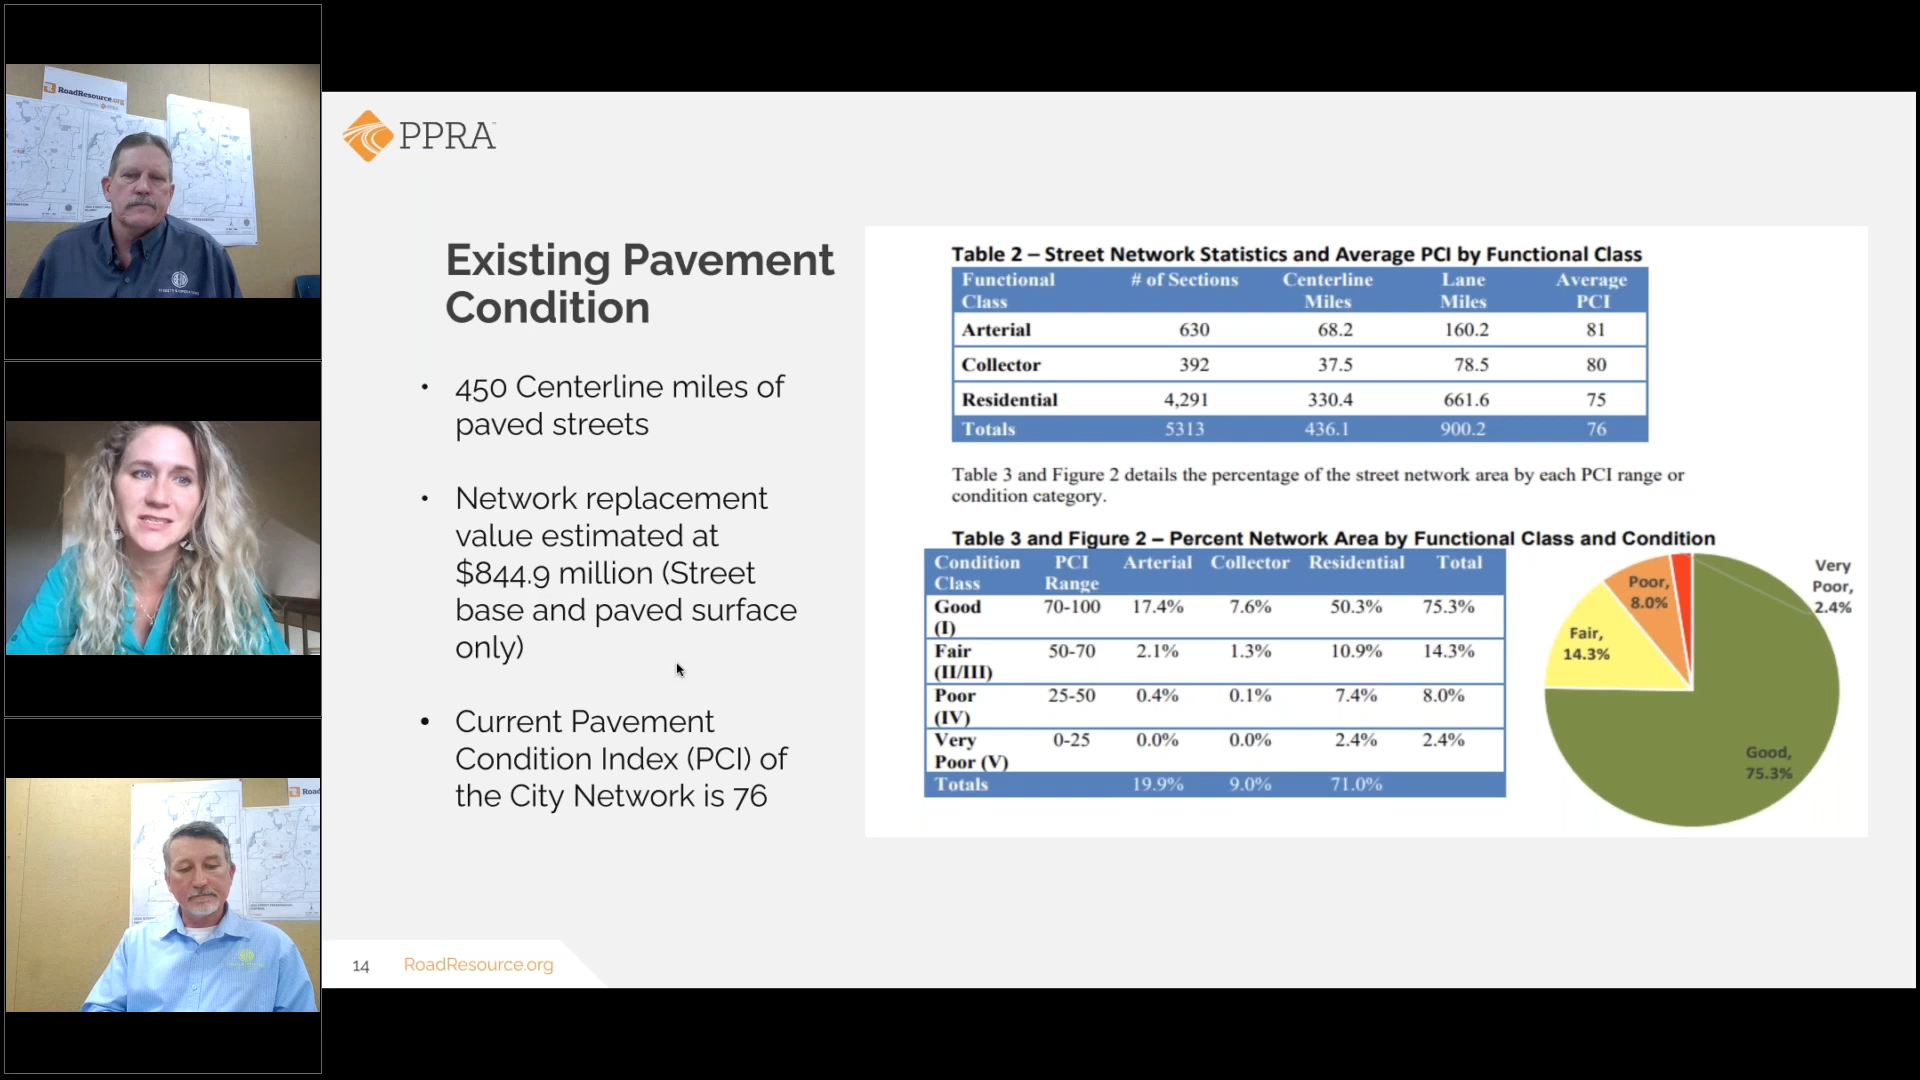 RoadResource.org
PPRA
Existing Pavement
Condition
• 450 Centerline miles of
paved streets
• Network replacement
value estimated at
$844.9 million (Street
base and paved surface
only)
• Current Pavement
Condition Index (PCI) of
the City Network is 76
Table 2 – Street Network Statistics and Average PCI by Functional Class
Functional Class # of Sections Centerline Miles Lane Miles Average PCI
Arterial 630 68.2 160.2 81
Collector 392 37.5 78.5 80
Residential 4,291 330.4 661.6 75
Totals 5313 436.1 900.2 76
Table 3 and Figure 2 details the percentage of the street network area by each PCI range or
condition category.
Table 3 and Figure 2 – Percent Network Area by Functional Class and Condition
Condition Class PCI Range Arterial Collector Residential Total
Good (I) 70-100 17.4% 7.6% 50.3% 75.3%
Fair (II/III) 50-70 2.1% 1.3% 10.9% 14.3%
Poor (IV) 25-50 0.4% 0.1% 7.4% 8.0%
Very Poor (V) 0-25 0.0% 0.0% 2.4% 2.4%
Totals 19.9% 9.0% 71.0%
Very
Poor,
2.4%
Poor,
8.0%
Fair,
14.3%
Good,
75.3%
14 RoadResource.org